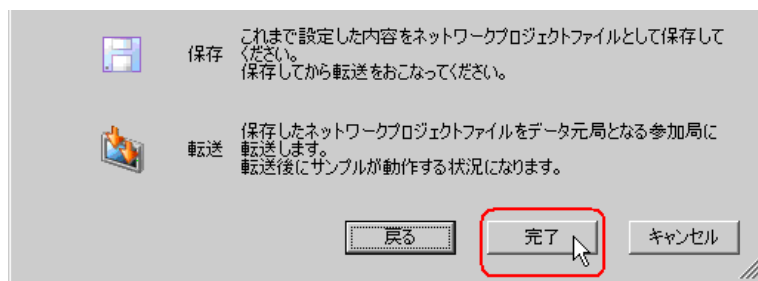 保存
これまで設定した内容をネットワークプロジェクトファイルとして保存して
ください。
保存してから転送をおこなってください。
転送
保存したネットワークプロジェクトファイルをデータ元局となる参加局に
転送します。
転送後にサンプルが動作する状況になります。
戻る
完了
キャンセル